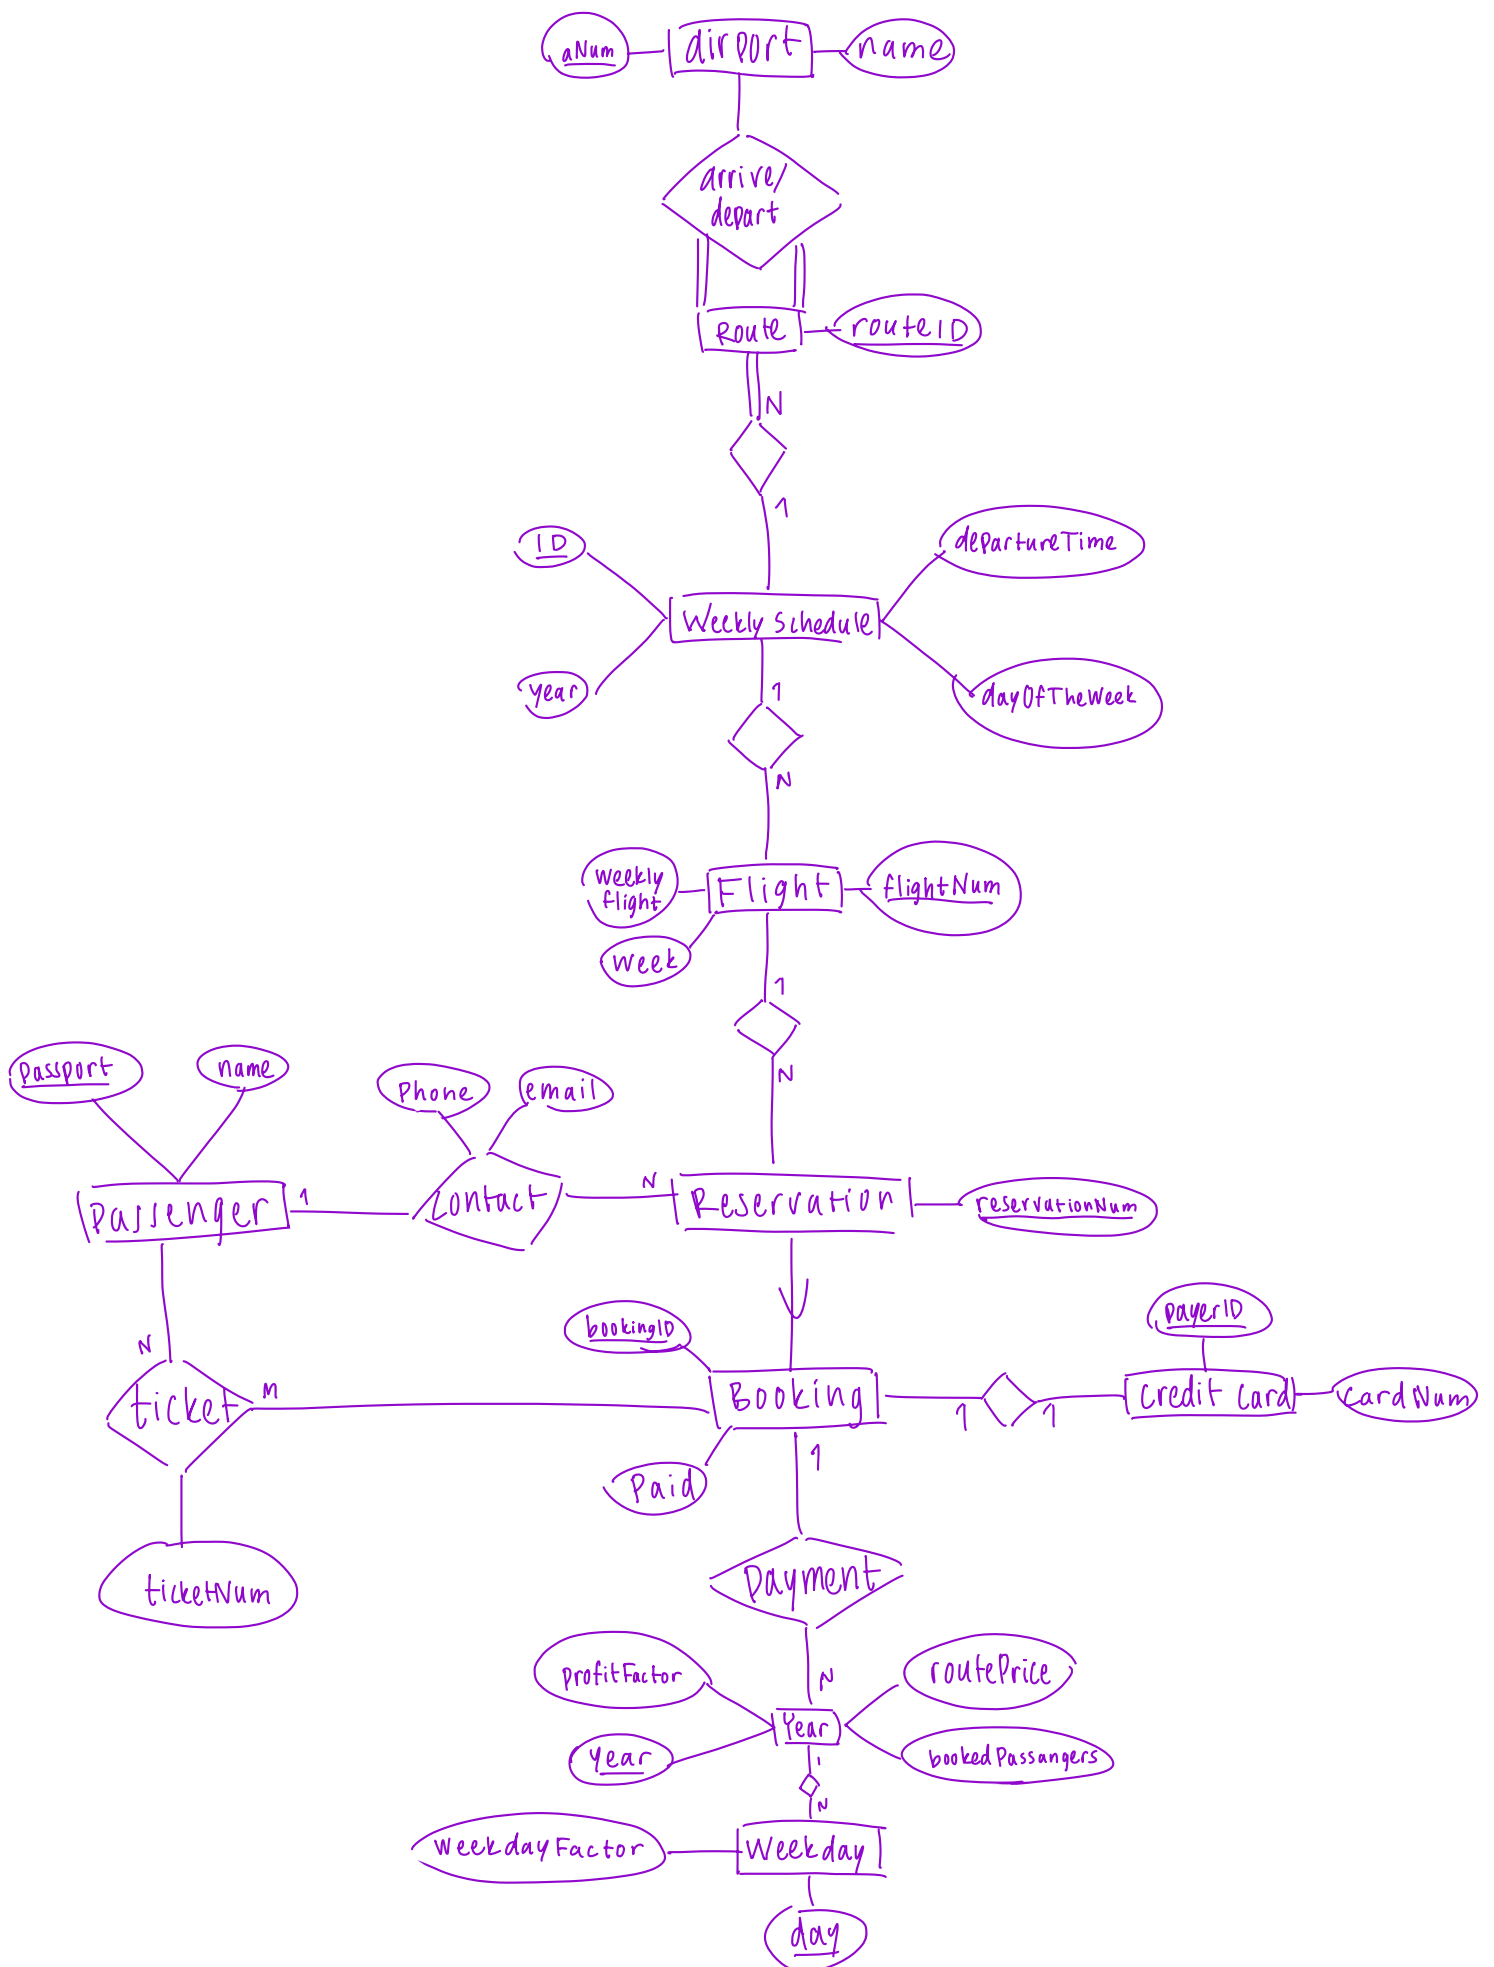 aNum
airport
name
arrive/
depart
Route
routeID
N
1
ID
departureTime
Weekly Schedule
year
dayOfTheWeek
1
N
weekly
flight
Flight
flightNum
week
1
N
passport
name
Phone
email
Passenger
1
Contact
N
Reservation
reservationNum
bookingID
payerID
N
ticket
M
Booking
1
1
Credit Card
cardNum
Paid
1
ticketNum
Payment
N
profitFactor
routePrice
Year
year
bookedPassangers
1
N
WeekdayFactor
Weekday
day